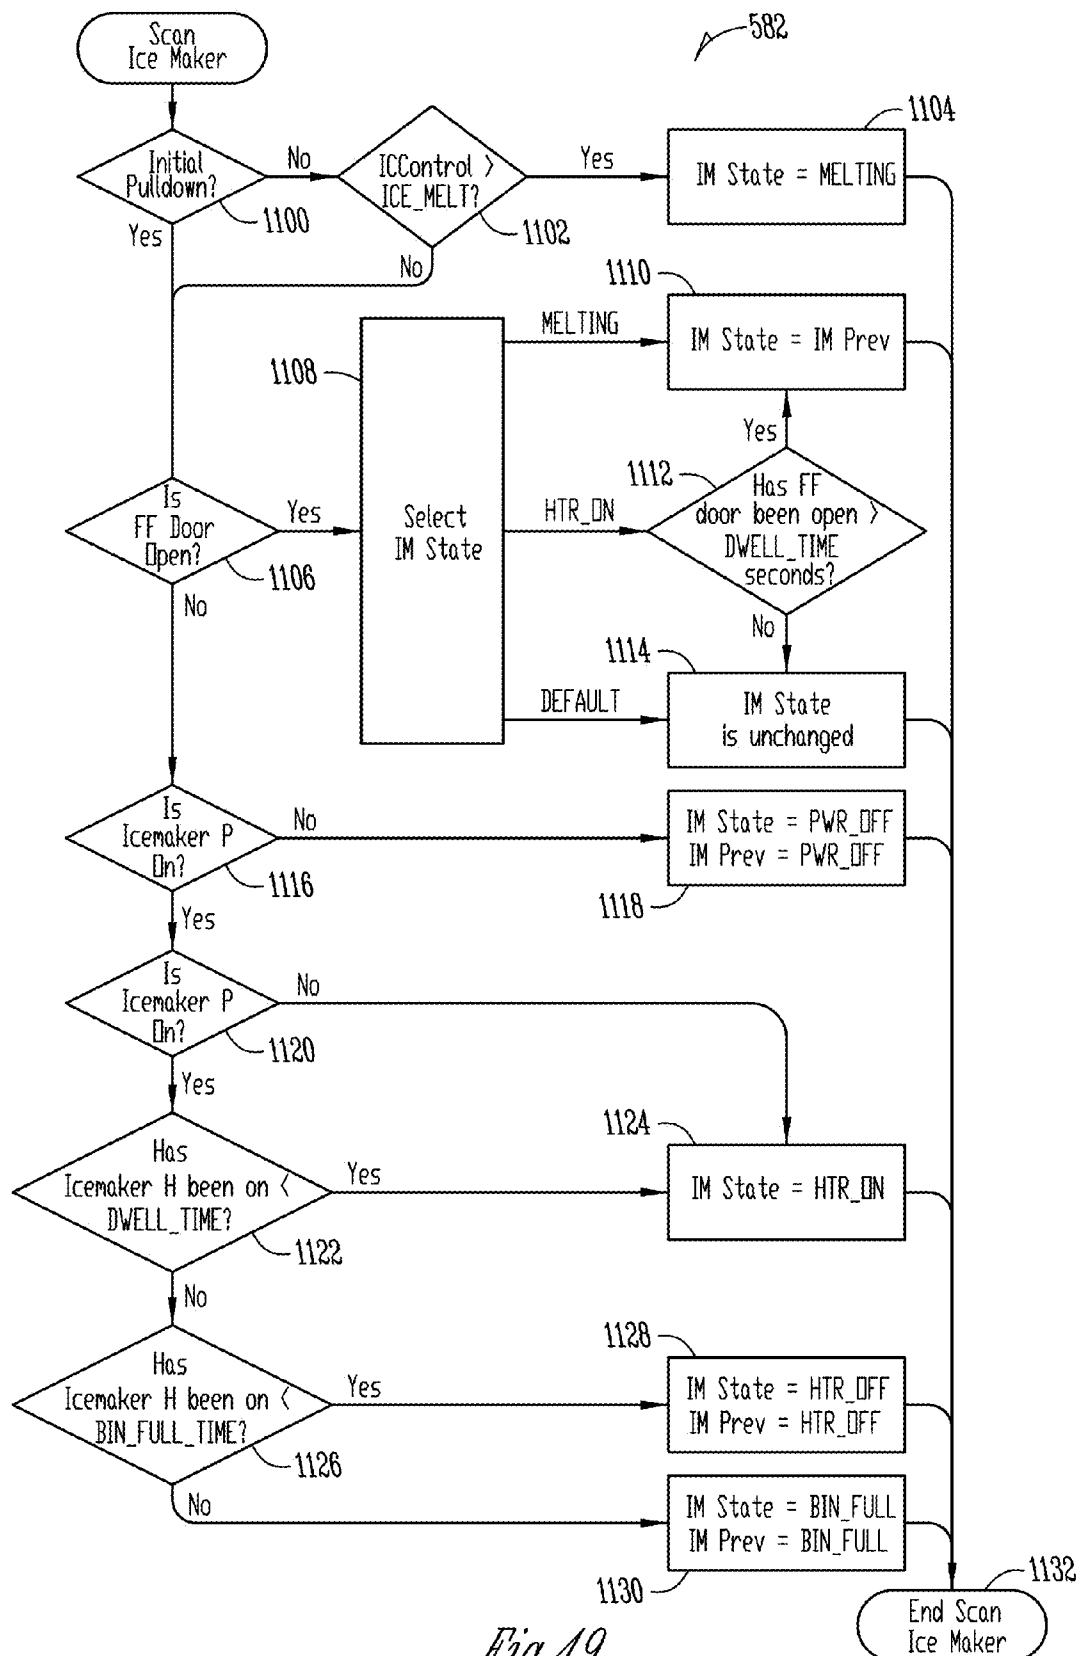 Scan
Ice Maker
582
Initial
Pulldown?
1100
No
Yes
ICControl >
ICE_MELT?
1102
Yes
No
1104
IM State = MELTING
1108
Select
IM State
MELTING
1110
IM State = IM Prev
Yes
1112
Has FF
door been open >
DWELL_TIME
seconds?
HTR_ON
No
Is
FF Door
Open?
1106
Yes
No
1114
DEFAULT
IM State
is unchanged
Is
Icemaker P
On?
1116
No
Yes
IM State = PWR_OFF
IM Prev = PWR_OFF
1118
Is
Icemaker P
On?
1120
No
Yes
1124
IM State = HTR_ON
Has
Icemaker H been on <
DWELL_TIME?
1122
Yes
No
1128
IM State = HTR_OFF
IM Prev = HTR_OFF
Has
Icemaker H been on <
BIN_FULL_TIME?
1126
Yes
No
IM State = BIN_FULL
IM Prev = BIN_FULL
1130
1132
End Scan
Ice Maker
Fig.19